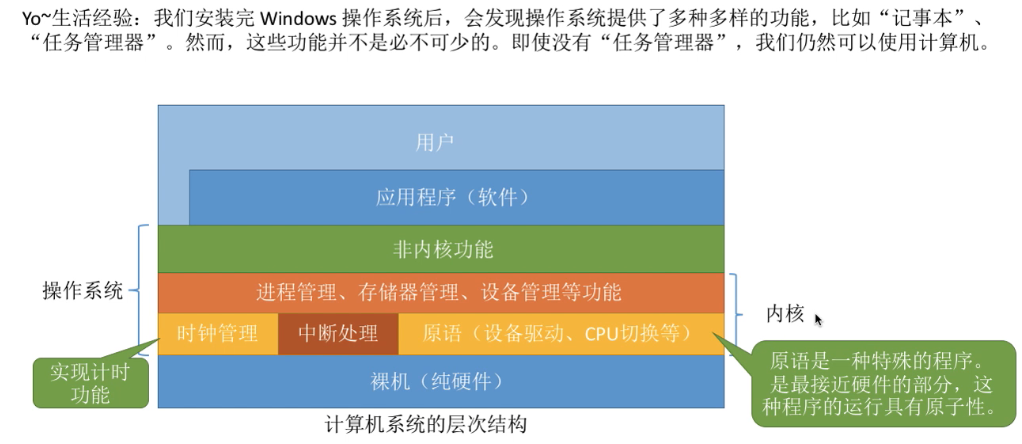 Yo~生活经验：我们安装完 Windows 操作系统后，会发现操作系统提供了多种多样的功能，比如“记事本”、
“任务管理器”。然而，这些功能并不是必不可少的。即使没有“任务管理器”，我们仍然可以使用计算机。
用户
应用程序（软件）
非内核功能
操作系统
进程管理、存储器管理、设备管理等功能
内核
时钟管理
中断处理
原语（设备驱动、CPU切换等）
实现计时
功能
裸机（纯硬件）
原语是一种特殊的程序。
是最接近硬件的部分，这
种程序的运行具有原子性。
计算机系统的层次结构